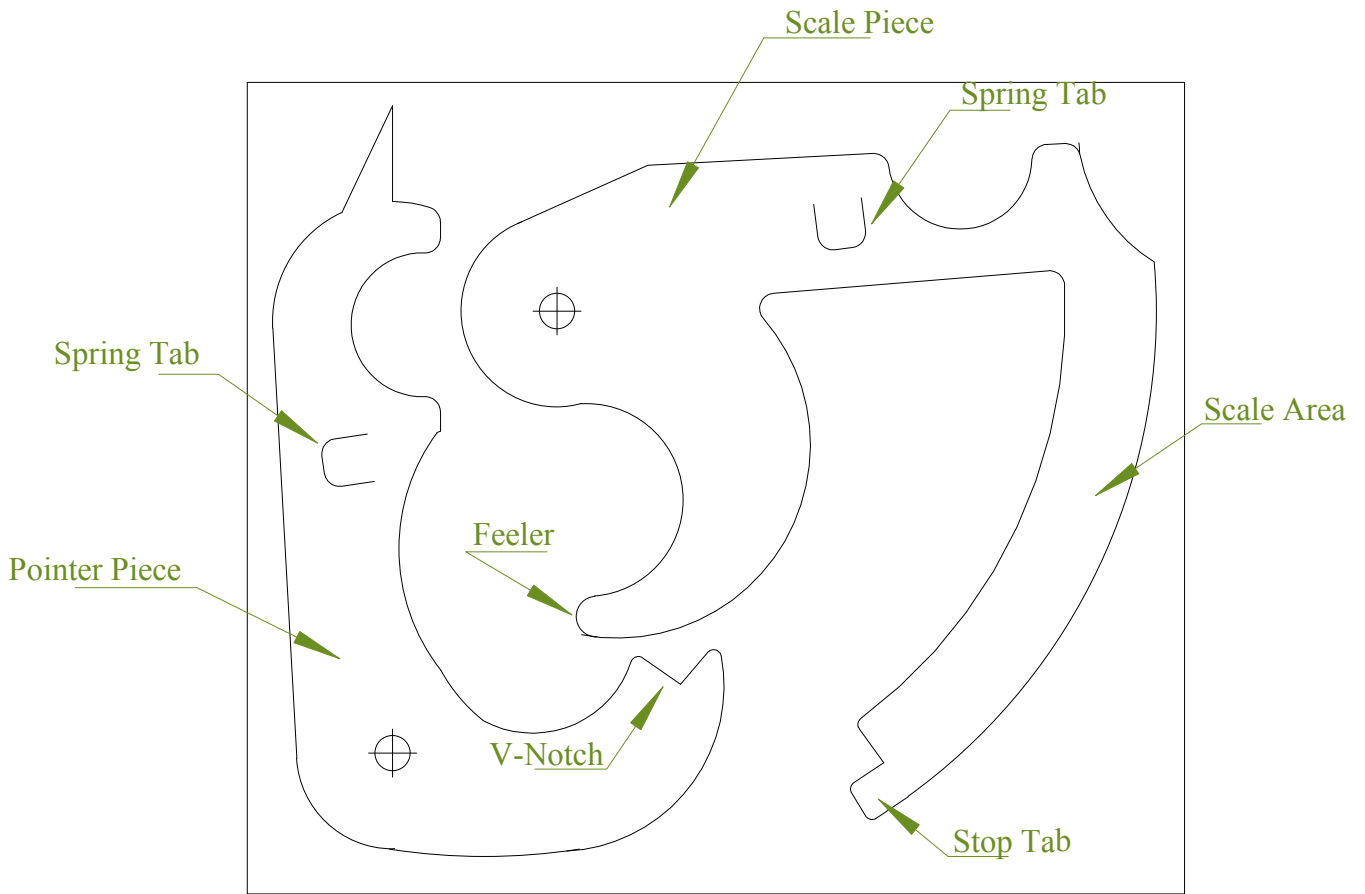 Scale Piece
Spring Tab
Spring Tab
Scale Area
Feeler
Pointer Piece
V-Notch
Stop Tab